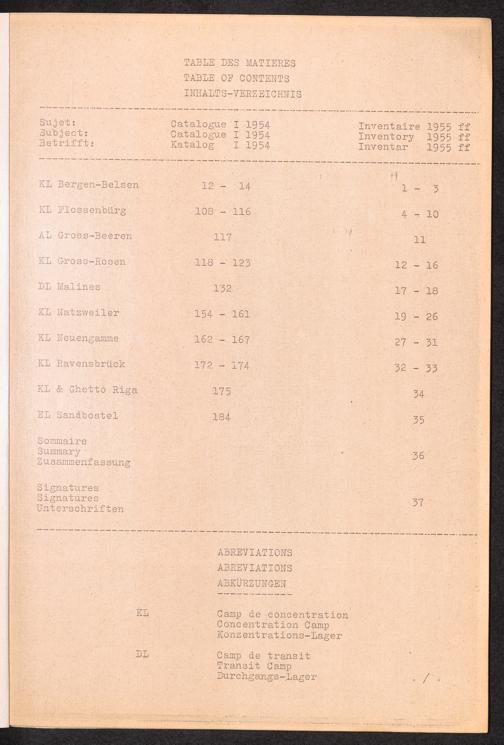 TABLE DES MATIERES
TABLE OF CONTENTS
INHALTS-VERZEICHNIS
Sujet: Catalogue I 1954 Inventaire 1955 ff
Subject: Catalogue I 1954 Inventory 1955 ff
Betrifft: Katalog I 1954 Inventar 1955 ff
KL Bergen-Belsen 12 - 14 1 - 3
KL Flossenbürg 108 - 116 4 - 10
AL Gross-Beeren 117 11
KL Gross-Rosen 118 - 123 12 - 16
DL Malines 132 17 - 18
KL Natzweiler 154 - 161 19 - 26
KL Neuengamme 162 - 167 27 - 31
KL Ravensbrück 172 - 174 32 - 33
KL & Ghetto Riga 175 34
EL Sandbostel 184 35
Sommaire
Summary
Zusammenfassung 36
Signatures
Signatures
Unterschriften 37
ABREVIATIONS
ABREVIATIONS
ABKÜRZUNGEN
KL Camp de concentration
Concentration Camp
Konzentrations-Lager
DL Camp de transit
Transit Camp
Durchgangs-Lager ./.